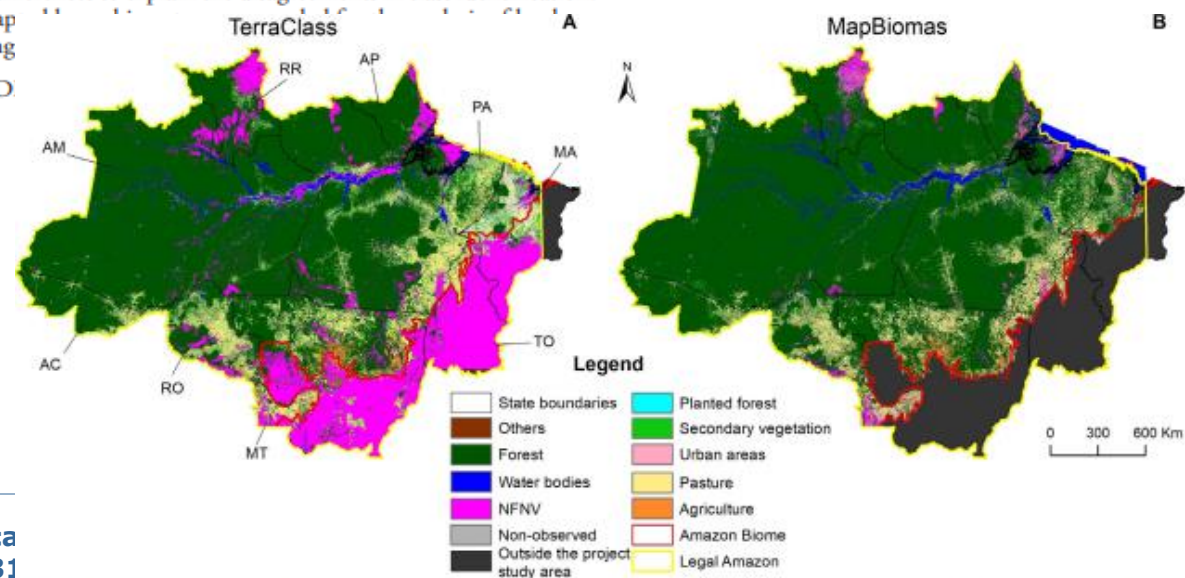 TerraClass
A
MapBiomas
B
RR
AP
PA
AM
MA
N
AC
RO
MT
TO
Legend
State boundaries
Others
Forest
Water bodies
NFNV
Non-observed
Outside the project
study area
Planted forest
Secondary vegetation
Urban areas
Pasture
Agriculture
Amazon Biome
Legal Amazon
0 300 600 Km